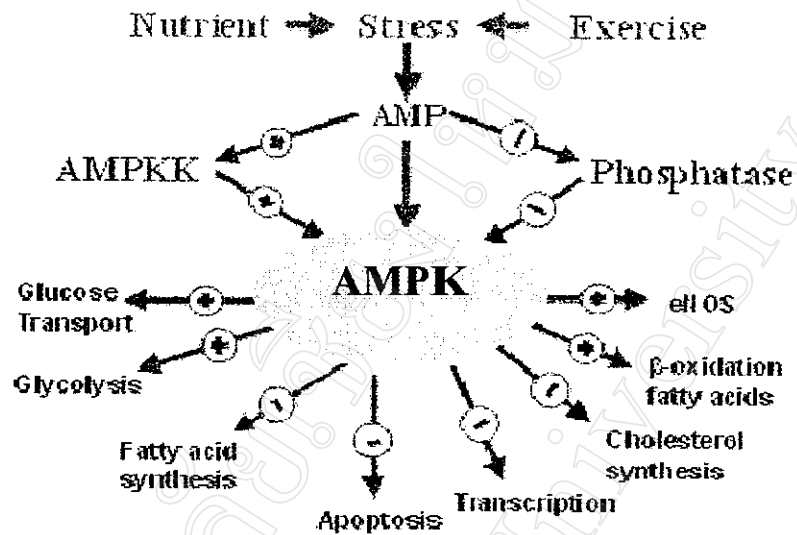 Nutrient Stress Exercise
AMP
AMPKK
Phosphatase
AMPK
Glucose
Transport
ell OS
Glycolysis
β-oxidation
fatty acids
Fatty acid
synthesis
Cholesterol
synthesis
Apoptosis
Transcription
University